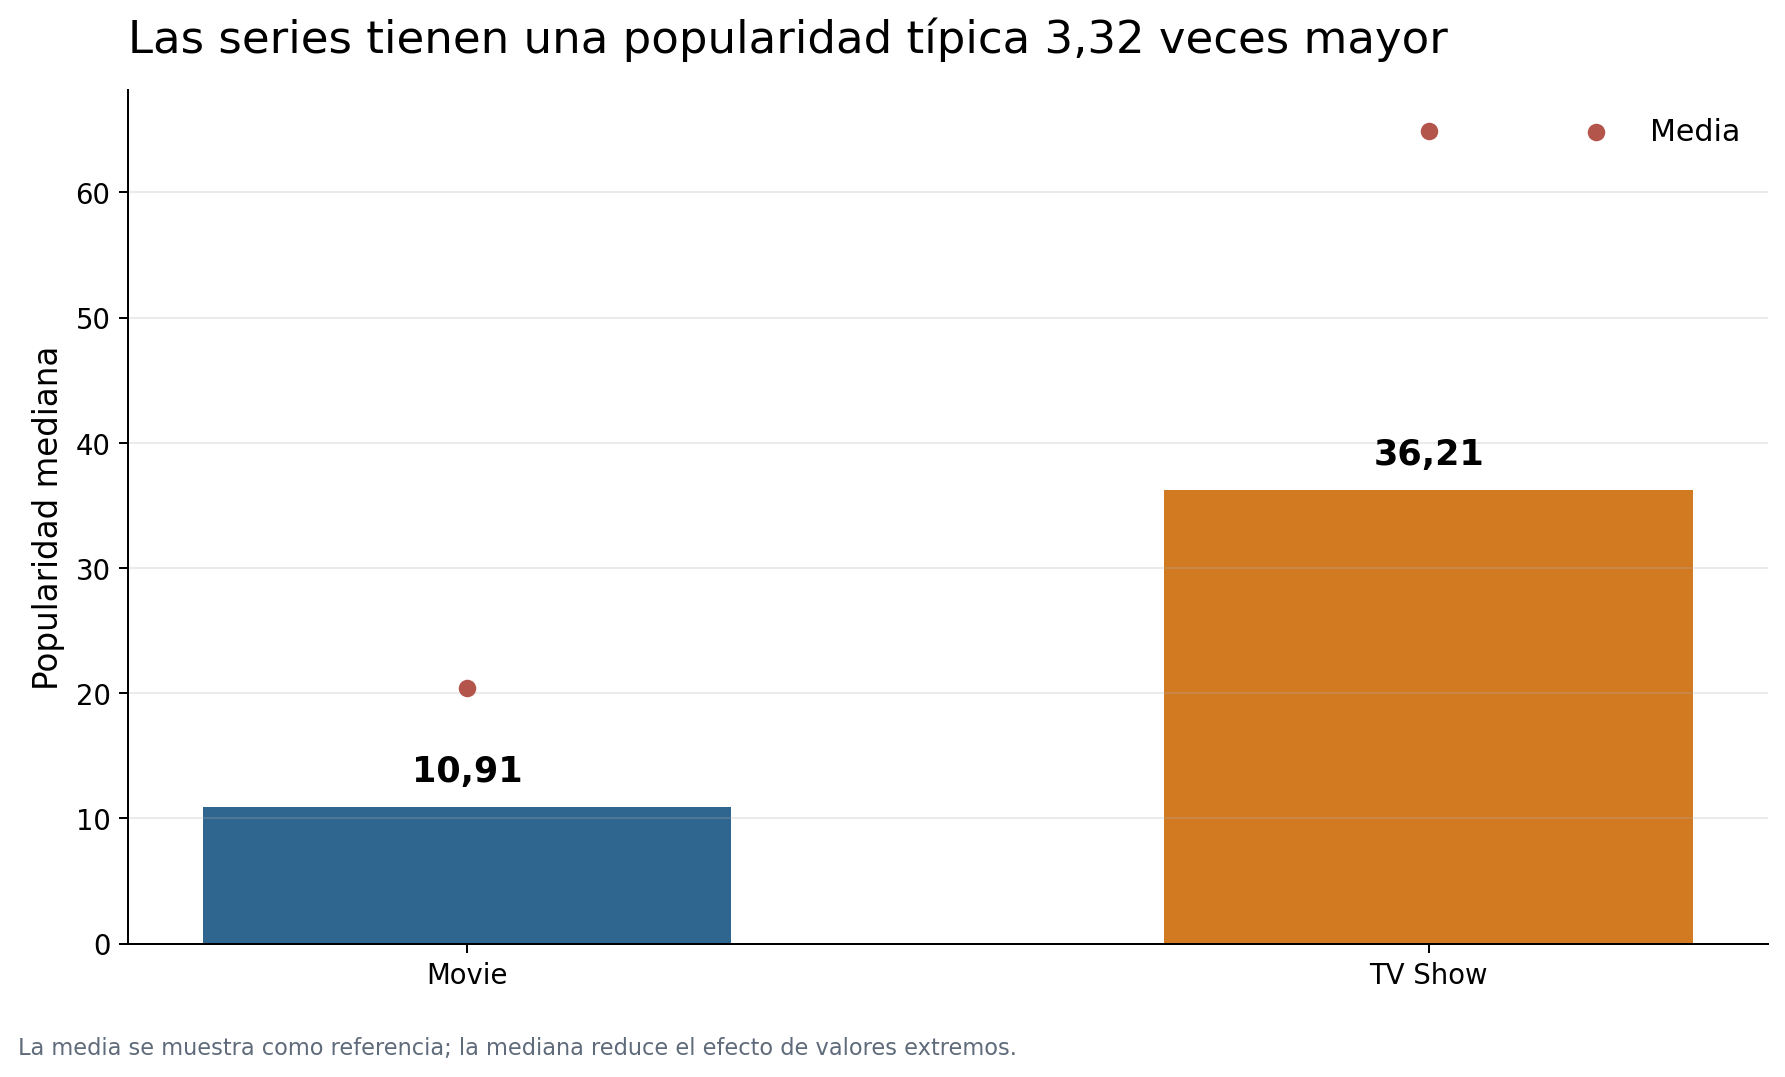 Las series tienen una popularidad típica 3,32 veces mayor
Media
60
50
40
30
20
10
0
Popularidad mediana
10,91
36,21
Movie
TV Show
La media se muestra como referencia; la mediana reduce el efecto de valores extremos.